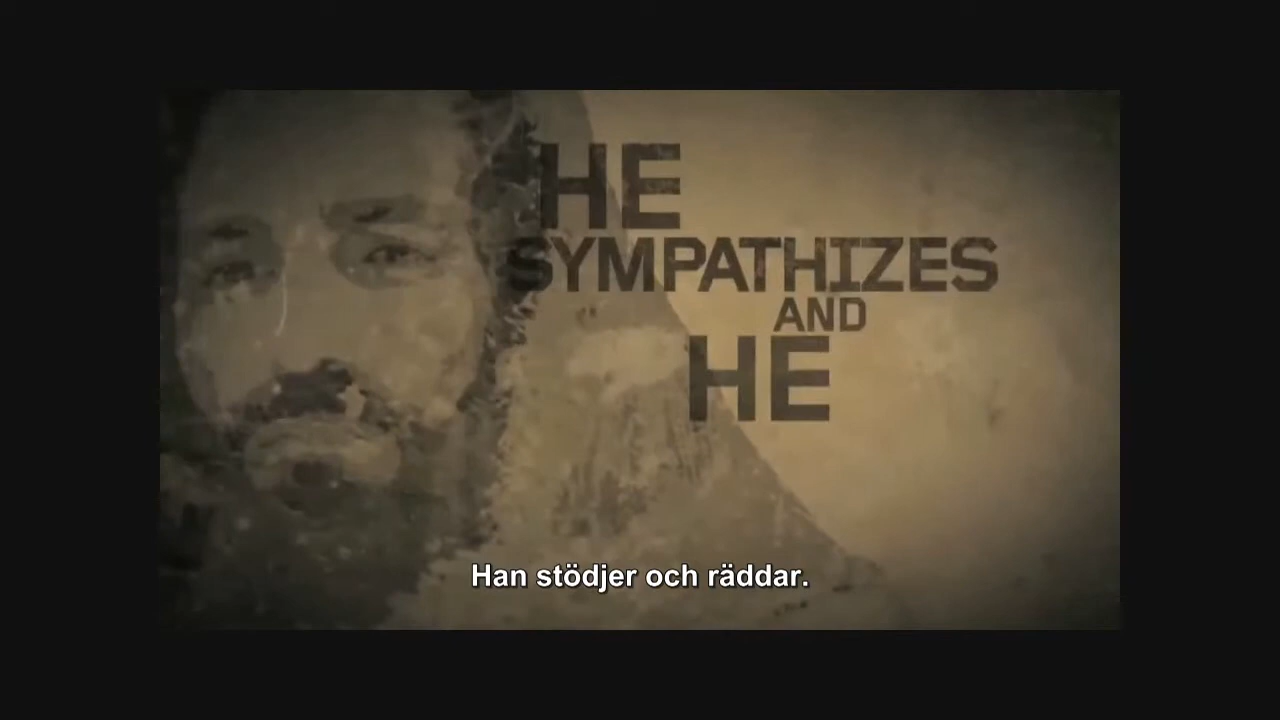 HE
SYMPATHIZES
AND
HE
Han stödjer och räddar.